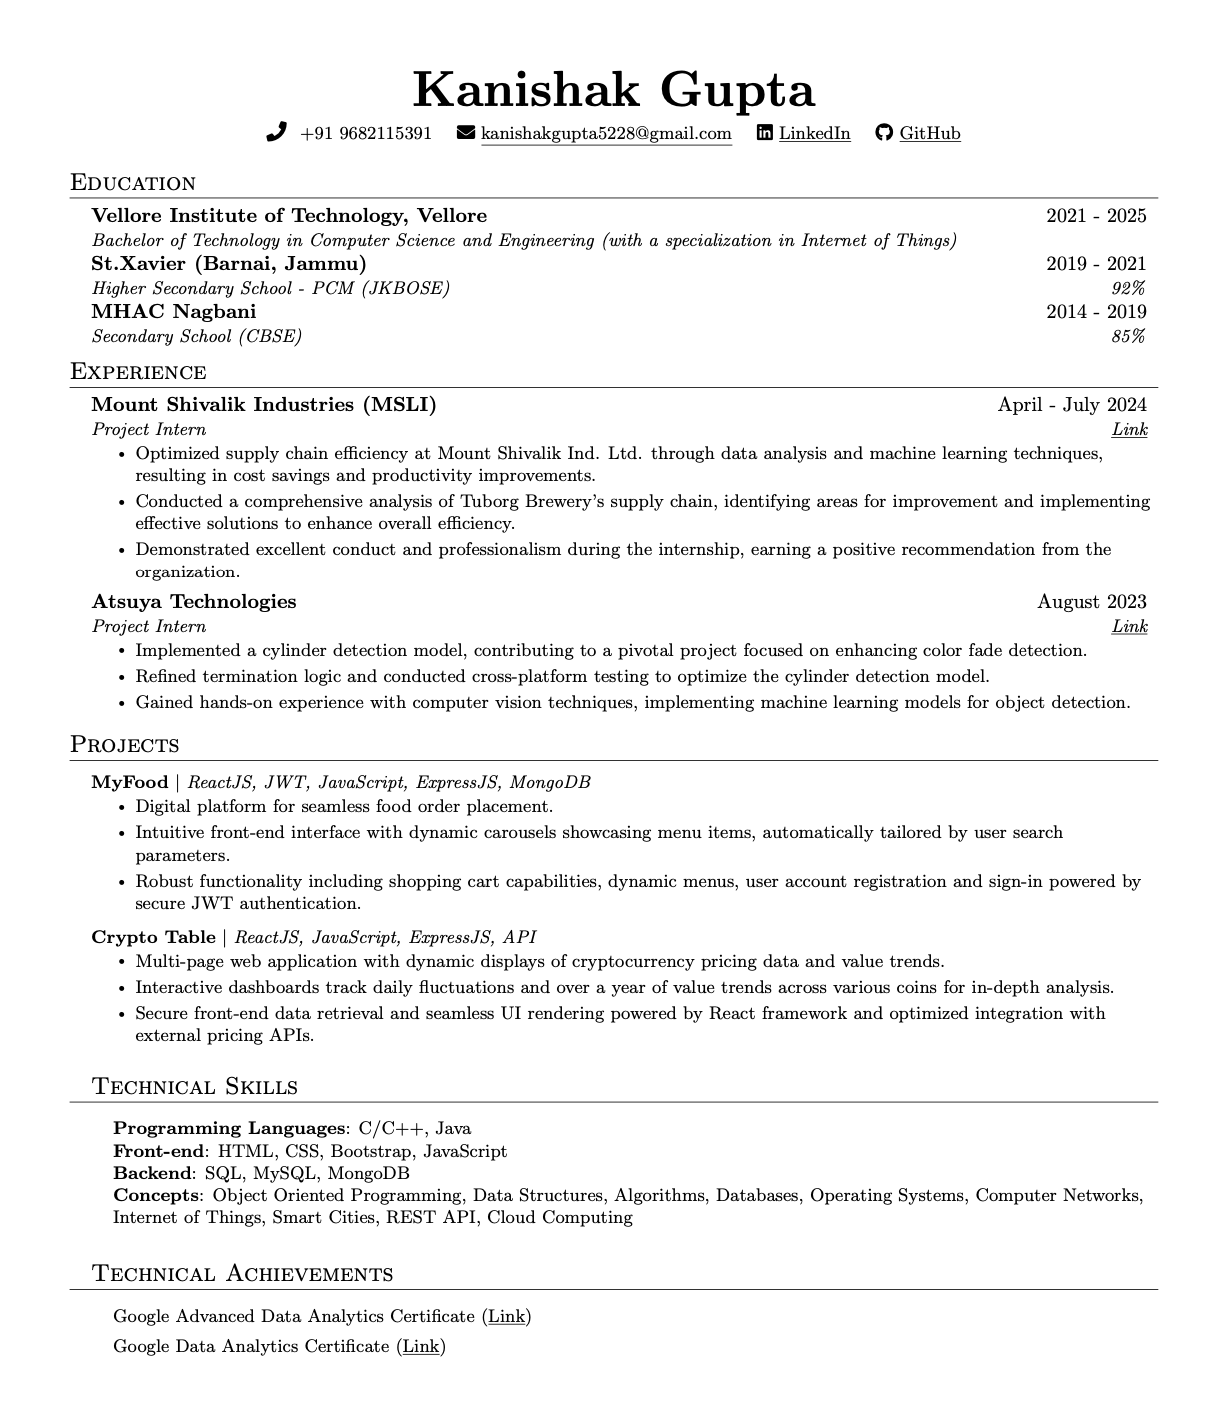 Kanishak Gupta
+91 9682115391 kanishakgupta5228@gmail.com LinkedIn GitHub
Education
Vellore Institute of Technology, Vellore 2021 - 2025
Bachelor of Technology in Computer Science and Engineering (with a specialization in Internet of Things)
St.Xavier (Barnai, Jammu) 2019 - 2021
Higher Secondary School - PCM (JKBOSE) 92%
MHAC Nagbani 2014 - 2019
Secondary School (CBSE) 85%
Experience
Mount Shivalik Industries (MSLI) April - July 2024
Project Intern Link
• Optimized supply chain efficiency at Mount Shivalik Ind. Ltd. through data analysis and machine learning techniques,
resulting in cost savings and productivity improvements.
• Conducted a comprehensive analysis of Tuborg Brewery's supply chain, identifying areas for improvement and implementing
effective solutions to enhance overall efficiency.
• Demonstrated excellent conduct and professionalism during the internship, earning a positive recommendation from the
organization.
Atsuya Technologies August 2023
Project Intern Link
• Implemented a cylinder detection model, contributing to a pivotal project focused on enhancing color fade detection.
• Refined termination logic and conducted cross-platform testing to optimize the cylinder detection model.
• Gained hands-on experience with computer vision techniques, implementing machine learning models for object detection.
Projects
MyFood | ReactJS, JWT, JavaScript, ExpressJS, MongoDB
• Digital platform for seamless food order placement.
• Intuitive front-end interface with dynamic carousels showcasing menu items, automatically tailored by user search
parameters.
• Robust functionality including shopping cart capabilities, dynamic menus, user account registration and sign-in powered by
secure JWT authentication.
Crypto Table | ReactJS, JavaScript, ExpressJS, API
• Multi-page web application with dynamic displays of cryptocurrency pricing data and value trends.
• Interactive dashboards track daily fluctuations and over a year of value trends across various coins for in-depth analysis.
• Secure front-end data retrieval and seamless UI rendering powered by React framework and optimized integration with
external pricing APIs.
Technical Skills
Programming Languages: C/C++, Java
Front-end: HTML, CSS, Bootstrap, JavaScript
Backend: SQL, MySQL, MongoDB
Concepts: Object Oriented Programming, Data Structures, Algorithms, Databases, Operating Systems, Computer Networks,
Internet of Things, Smart Cities, REST API, Cloud Computing
Technical Achievements
Google Advanced Data Analytics Certificate (Link)
Google Data Analytics Certificate (Link)